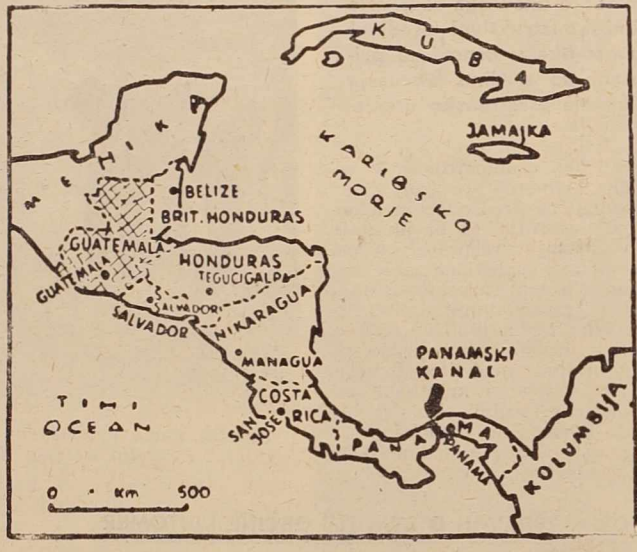 KUBA
JAMAJKA
MEHIKA
KARIBSKO
MORJE
BELIZE
BRIT. HONDURAS
GUATEMALA
GUATEMALA
HONDURAS
TEGUCIGALPA
SALVADOR
SALVADOR
NIKARAGUA
MANAGUA
PANAMSKI
KANAL
COSTA
RICA
SAN
JOSE
PANAMA
PANAMA
KOLUMBIJA
TIHI
OCEAN
0 · KM 500